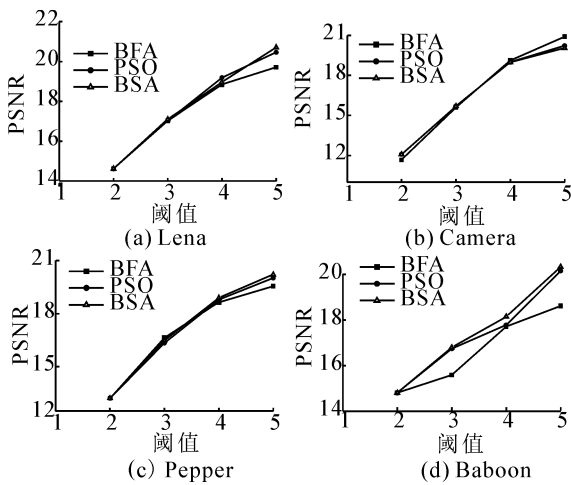 22
20
18
16
14
PSNR
BFA
PSO
BSA
1 2 3 4 5
阈值
(a) Lena
21
18
15
12
PSNR
BFA
PSO
BSA
1 2 3 4 5
阈值
(b) Camera
21
18
15
12
PSNR
BFA
PSO
BSA
1 2 3 4 5
阈值
(c) Pepper
20
18
16
14
PSNR
BFA
PSO
BSA
1 2 3 4 5
阈值
(d) Baboon